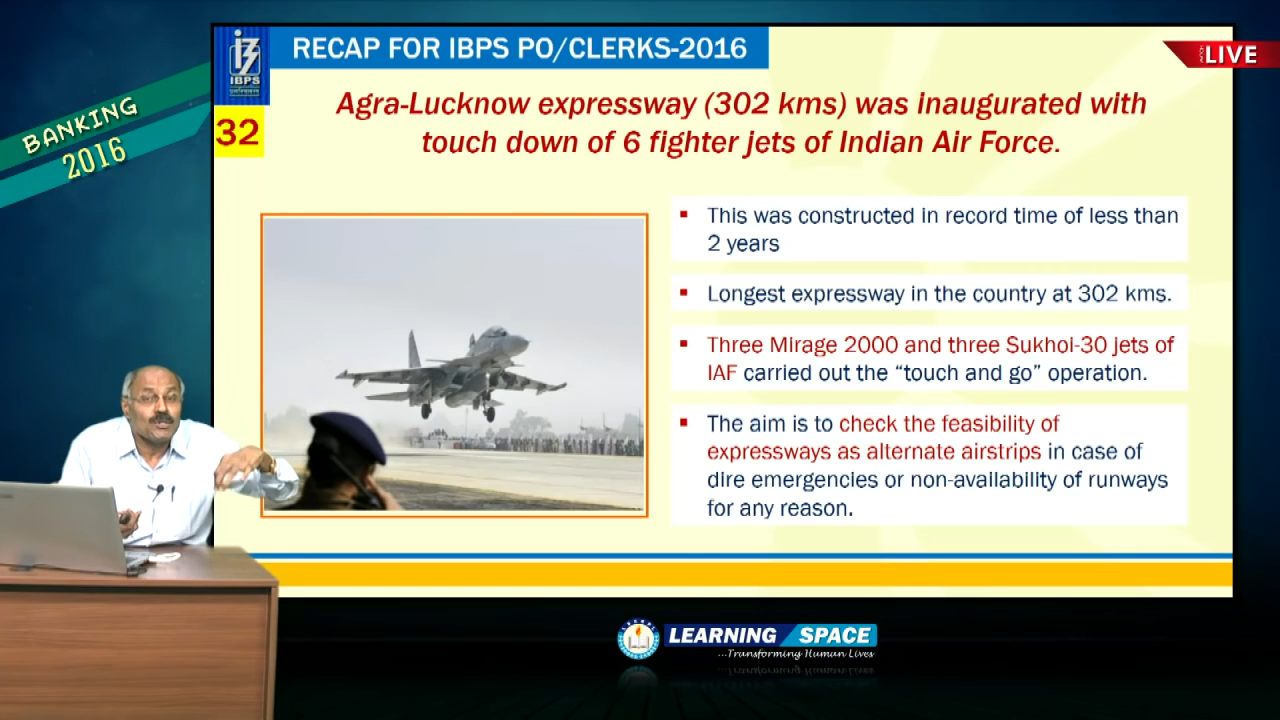 RECAP FOR IBPS PO/CLERKS-2016
IBPS
LIVE
BANKING
2016
32
Agra-Lucknow expressway (302 kms) was inaugurated with
touch down of 6 fighter jets of Indian Air Force.
▪ This was constructed in record time of less than
2 years
▪ Longest expressway in the country at 302 kms.
▪ Three Mirage 2000 and three Sukhol-30 jets of
IAF carried out the “touch and go” operation.
▪ The aim is to check the feasibility of
expressways as alternate airstrips in case of
dire emergencies or non-availability of runways
for any reason.
LEARNING SPACE
...Transforming Human Lives